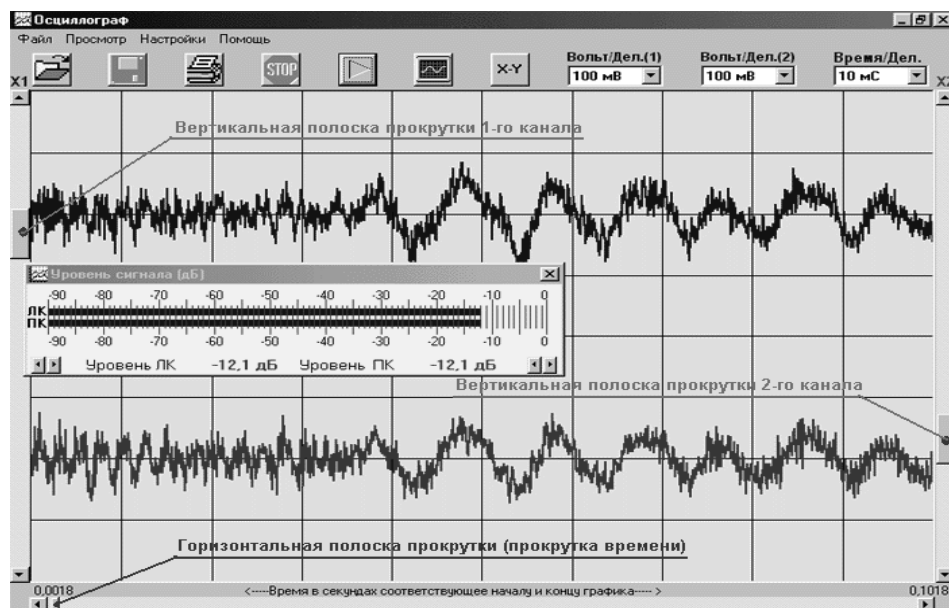 Осциллограф
Файл Просмотр Настройки Помощь
STOP X-Y Вольт/Дел.(1) Вольт/Дел.(2) Время/Дел.
100 мВ 100 мВ 10 мС
X1 X2
Вертикальная полоска прокрутки 1-го канала
Уровень сигнала (дБ)
-90 -80 -70 -60 -50 -40 -30 -20 -10 0
ЛК
ПК
-90 -80 -70 -60 -50 -40 -30 -20 -10 0
Уровень ЛК -12,1 дБ Уровень ПК -12,1 дБ
Вертикальная полоска прокрутки 2-го канала
Горизонтальная полоска прокрутки (прокрутка времени)
0,0018 <----Время в секундах соответствующее началу и концу графика----> 0,1018